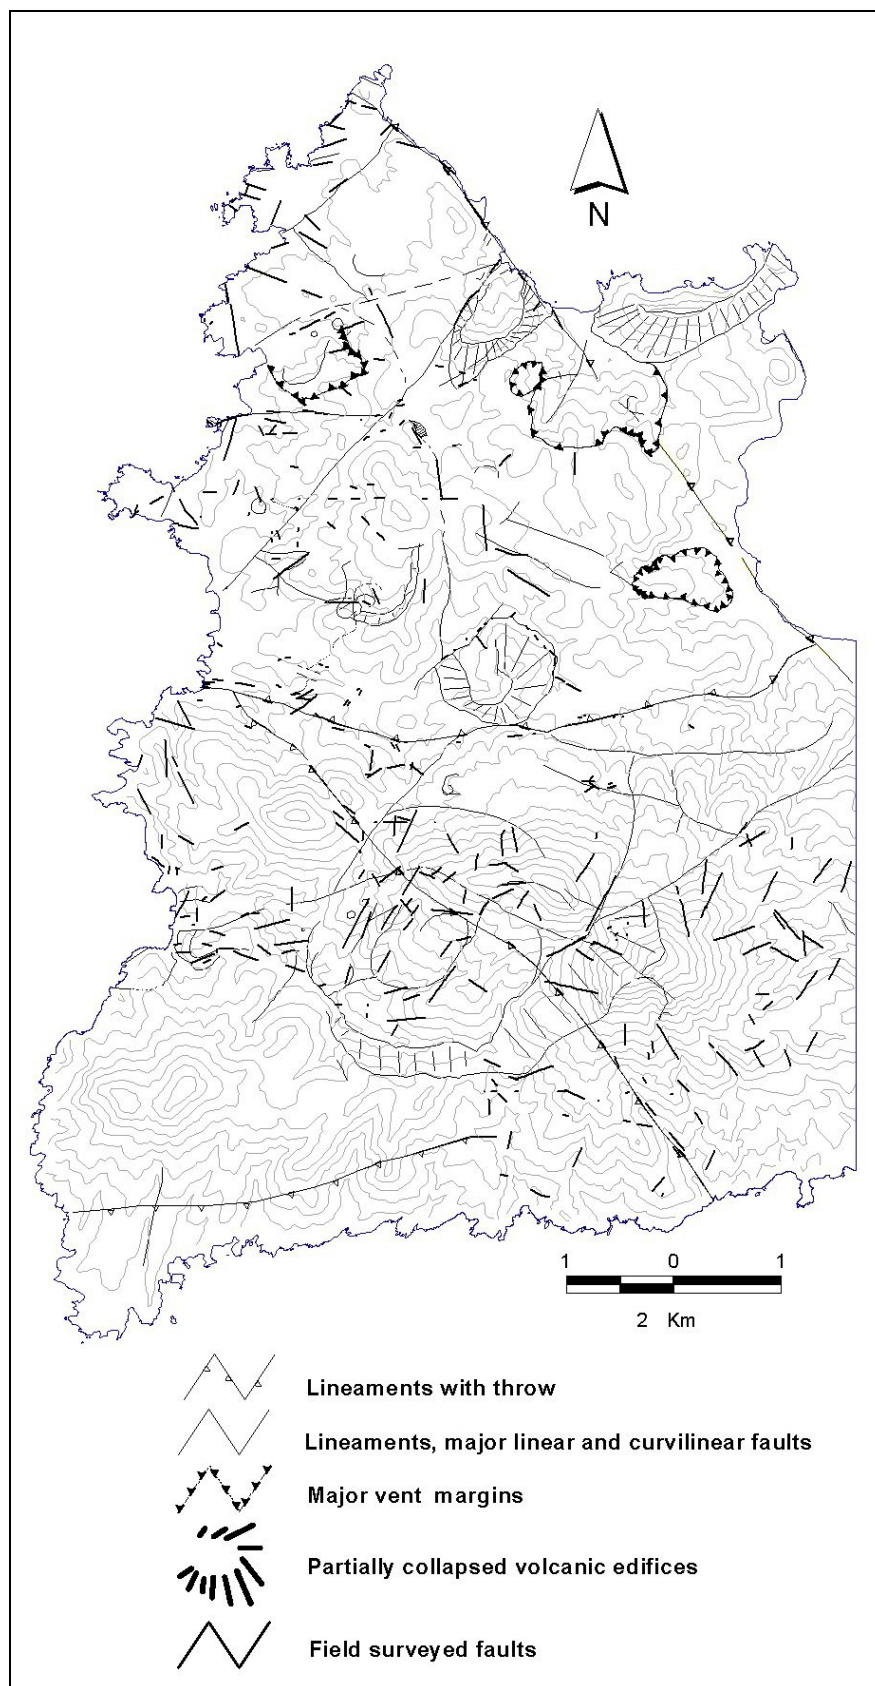 N
1 0 1
2 Km
Lineaments with throw
Lineaments, major linear and curvilinear faults
Major vent margins
Partially collapsed volcanic edifices
Field surveyed faults